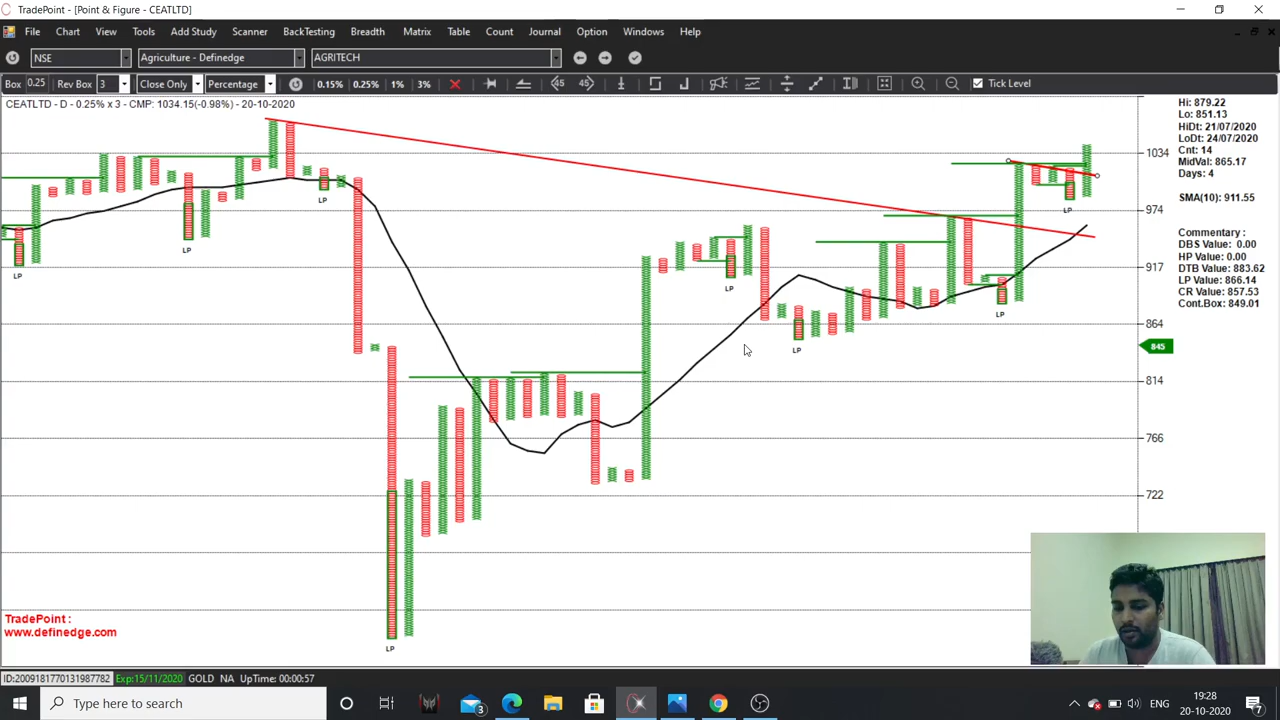 TradePoint - [Point & Figure - CEATLTD]
File Chart View Tools Add Study Scanner BackTesting Breadth Matrix Table Count Journal Option Windows Help
NSE Agriculture - Definedge AGRITECH
Box 0.25 Rev Box 3 Close Only Percentage 0.15% 0.25% 1% 3% 45 45 Tick Level
CEATLTD - D - 0.25% x 3 - CMP: 1034.15(-0.98%) - 20-10-2020
Hi: 879.22
Lo: 851.13
HiDt: 21/07/2020
LoDt: 24/07/2020
Cnt: 14
MidVal: 865.17
Days: 4
SMA(10): 911.55
Commentary :
DBS Value: 0.00
HP Value: 0.00
DTB Value: 883.62
LP Value: 866.14
CR Value: 857.53
Cont.Box: 849.01
1034
974
917
864
845
814
766
722
LP
LP
LP
LP
LP
LP
LP
LP
TradePoint :
www.definedge.com
ID:2009181770131987782 Exp:15/11/2020 GOLD NA UpTime: 00:00:57
Type here to search
3
ENG
19:28
20-10-2020
7